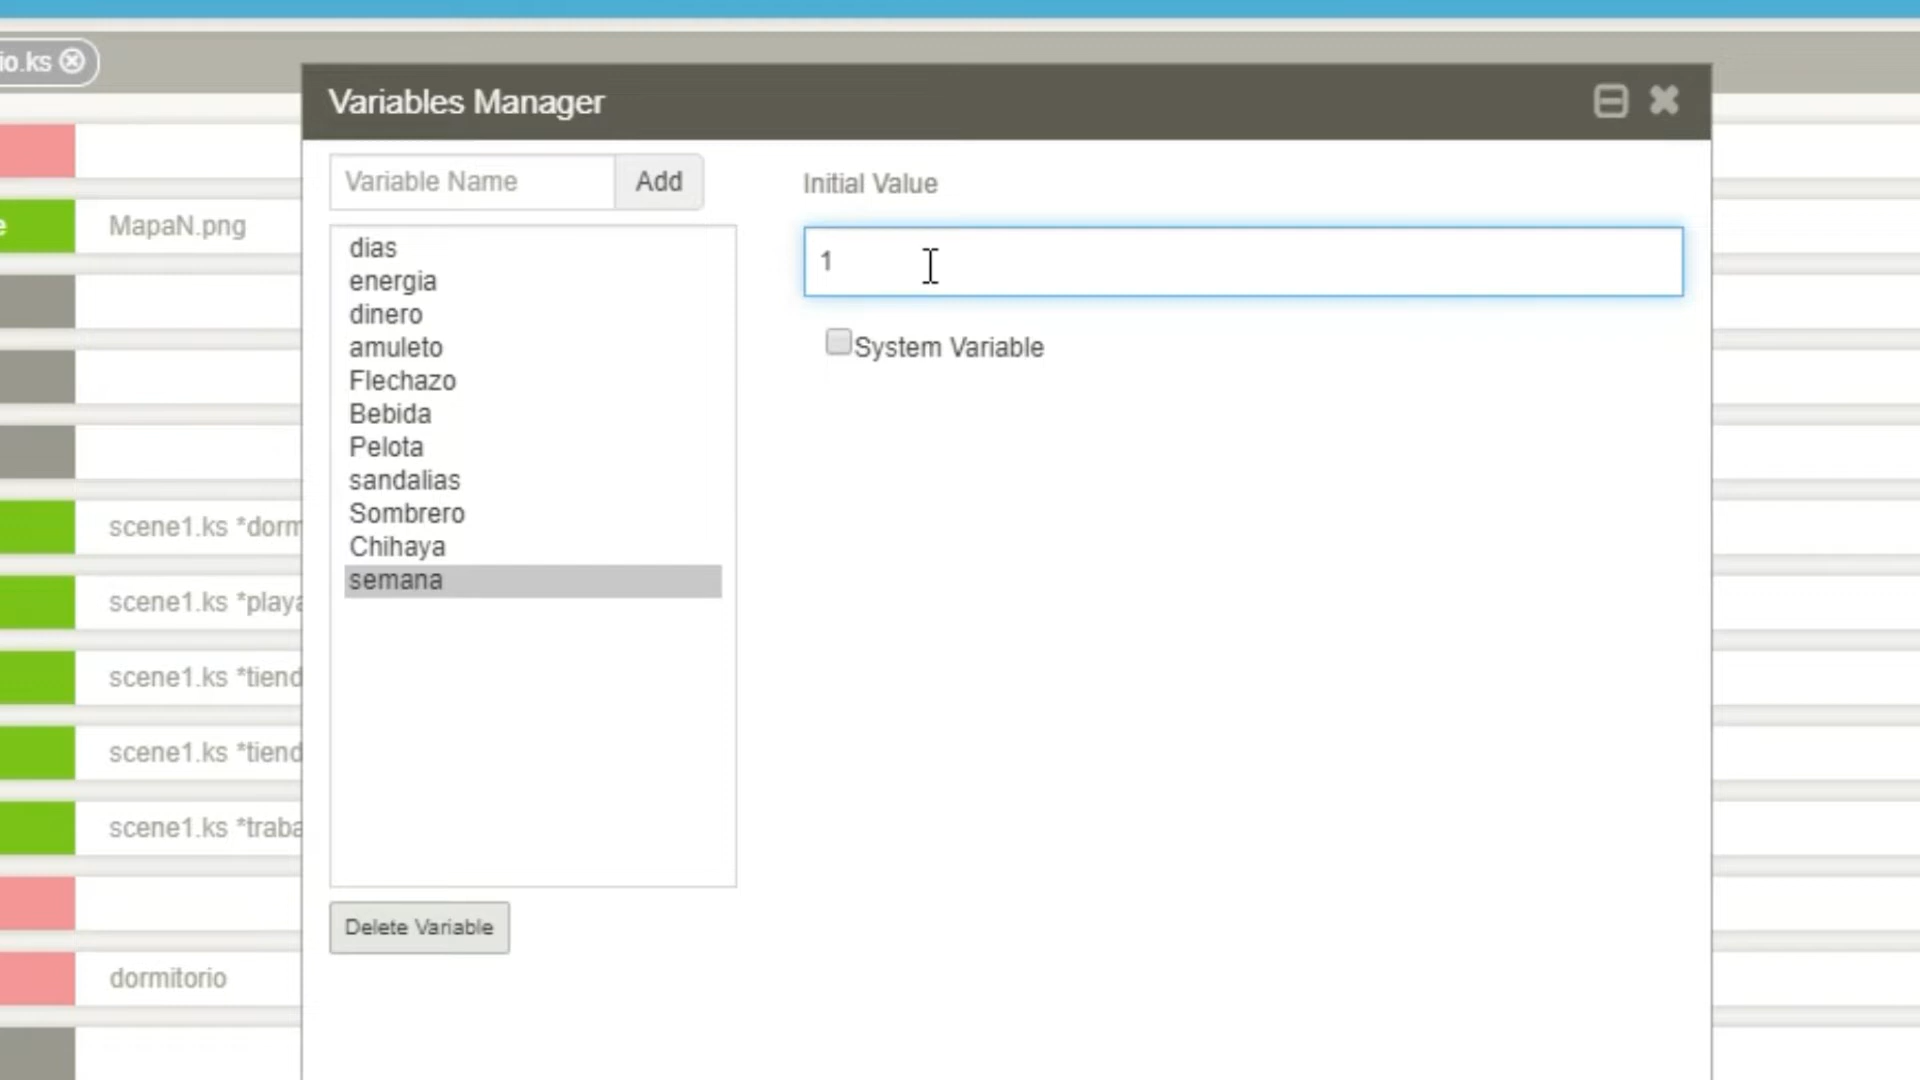 io.ks
Variables Manager
Variable Name
Add
Initial Value
1
System Variable
dias
energia
dinero
amuleto
Flechazo
Bebida
Pelota
sandalias
Sombrero
Chihaya
semana
Delete Variable
e
MapaN.png
scene1.ks *dorm
scene1.ks *playa
scene1.ks *tiend
scene1.ks *tiend
scene1.ks *traba
dormitorio